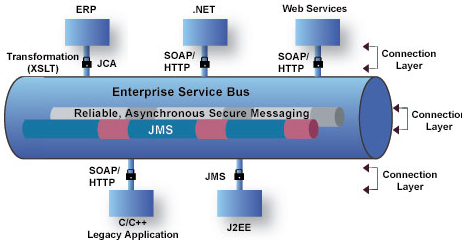 ERP
.NET
Web Services
Transformation
(XSLT)
JCA
SOAP/
HTTP
SOAP/
HTTP
Connection
Layer
Enterprise Service Bus
Reliable, Asynchronous Secure Messaging
JMS
Connection
Layer
SOAP/
HTTP
JMS
Connection
Layer
C/C++
Legacy Application
J2EE